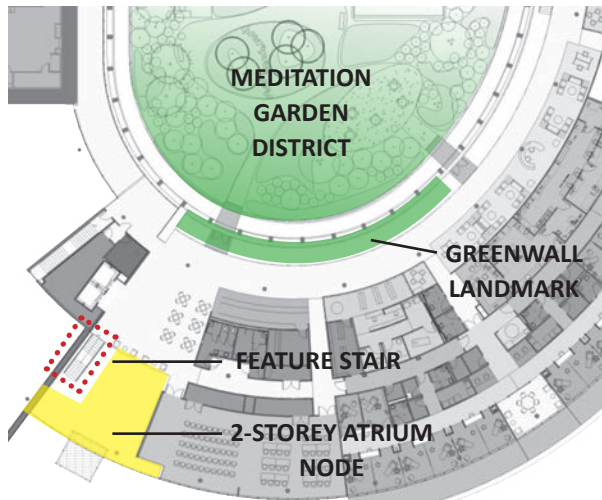 MEDITATION
GARDEN
DISTRICT
GREENWALL
LANDMARK
FEATURE STAIR
2-STOREY ATRIUM
NODE